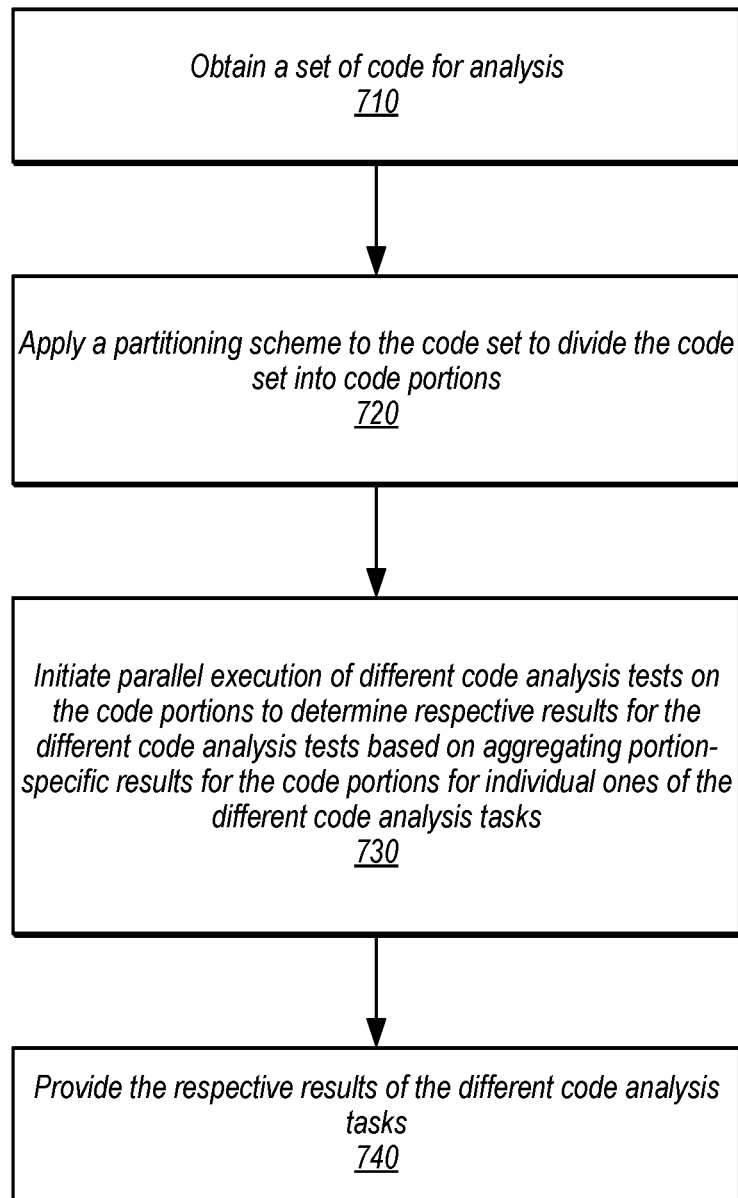 Obtain a set of code for analysis
710
Apply a partitioning scheme to the code set to divide the code
set into code portions
720
Initiate parallel execution of different code analysis tests on
the code portions to determine respective results for the
different code analysis tests based on aggregating portion-
specific results for the code portions for individual ones of the
different code analysis tasks
730
Provide the respective results of the different code analysis
tasks
740